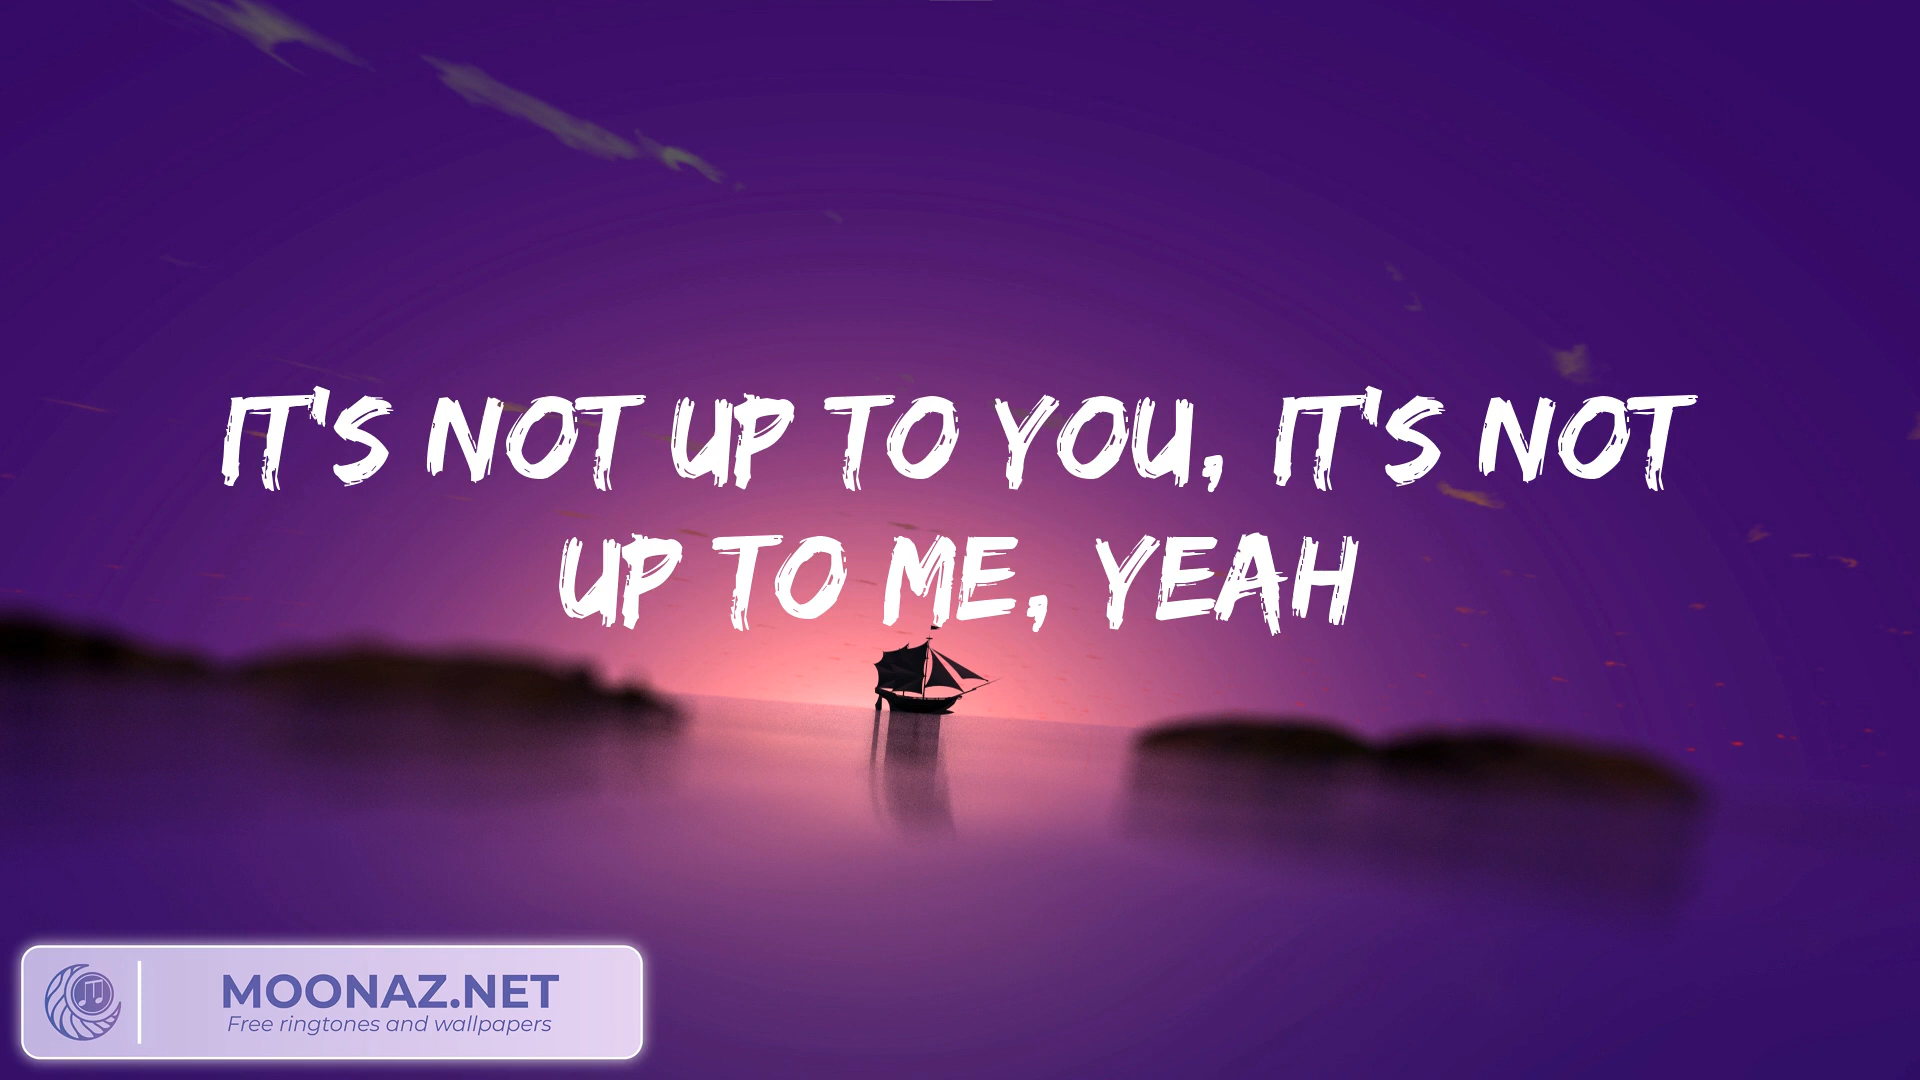 IT'S NOT UP TO YOU, IT'S NOT
UP TO ME, YEAH
MOONAZ.NET
Free ringtones and wallpapers